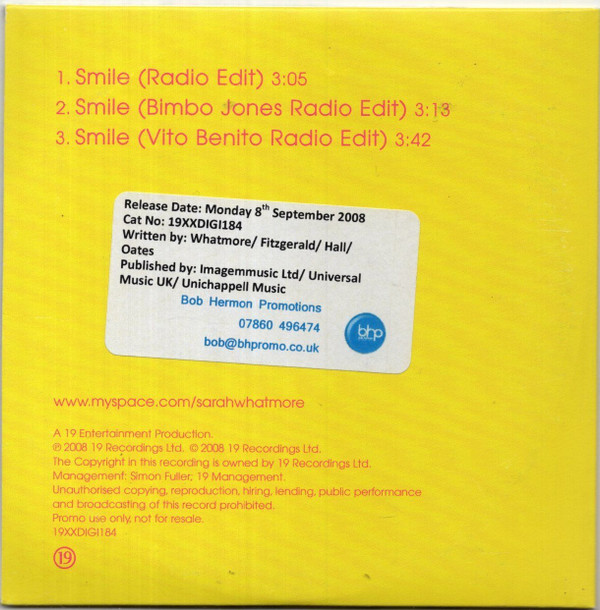 1. Smile (Radio Edit) 3:05
2. Smile (Bimbo Jones Radio Edit) 3:13
3. Smile (Vito Benito Radio Edit) 3:42
Release Date: Monday 8th September 2008
Cat No: 19XXDIGI184
Written by: Whatmore/ Fitzgerald/ Hall/
Oates
Published by: Imagemmusic Ltd/ Universal
Music UK/ Unichappell Music
Bob Hermon Promotions
07860 496474
bob@bhpromo.co.uk
bhp
www.myspace.com/sarahwhatmore
A 19 Entertainment Production.
℗ 2008 19 Recordings Ltd. © 2008 19 Recordings Ltd.
The Copyright in this recording is owned by 19 Recordings Ltd.
Management: Simon Fuller, 19 Management.
Unauthorised copying, reproduction, hiring, lending, public performance
and broadcasting of this record prohibited.
Promo use only, not for resale.
19XXDIGI184
19